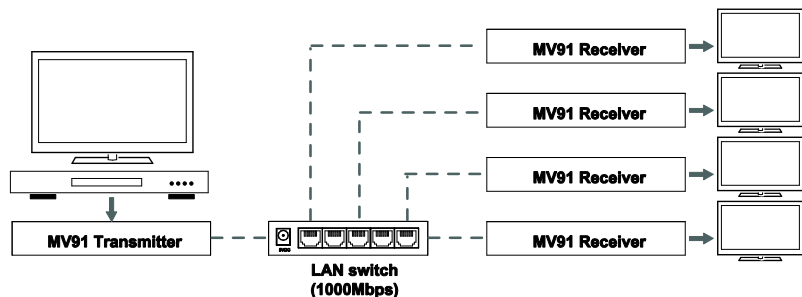 MV91 Receiver
MV91 Receiver
MV91 Receiver
MV91 Transmitter
MV91 Receiver
LAN switch
(1000Mbps)